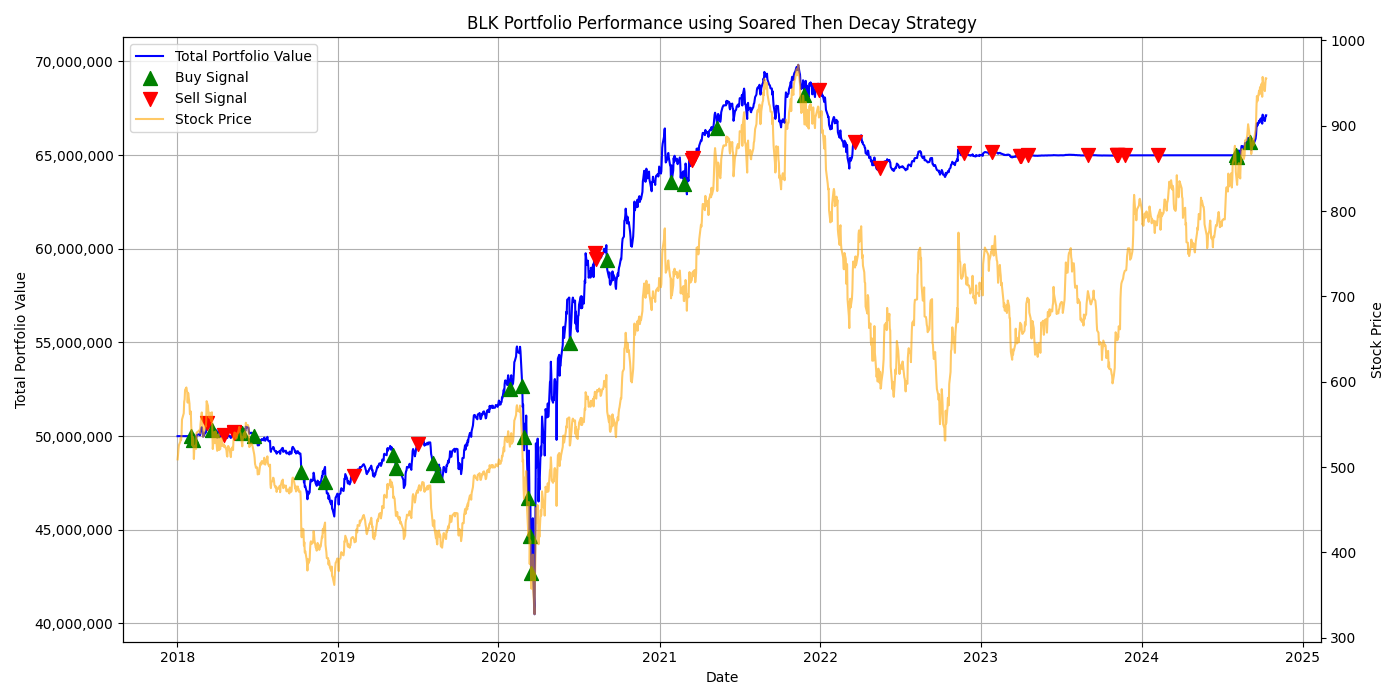 BLK Portfolio Performance using Soared Then Decay Strategy
Total Portfolio Value
Buy Signal
Sell Signal
Stock Price
70,000,000
65,000,000
60,000,000
55,000,000
50,000,000
45,000,000
40,000,000
Total Portfolio Value
1000
900
800
700
600
500
400
300
Stock Price
2018
2019
2020
2021
2022
2023
2024
2025
Date